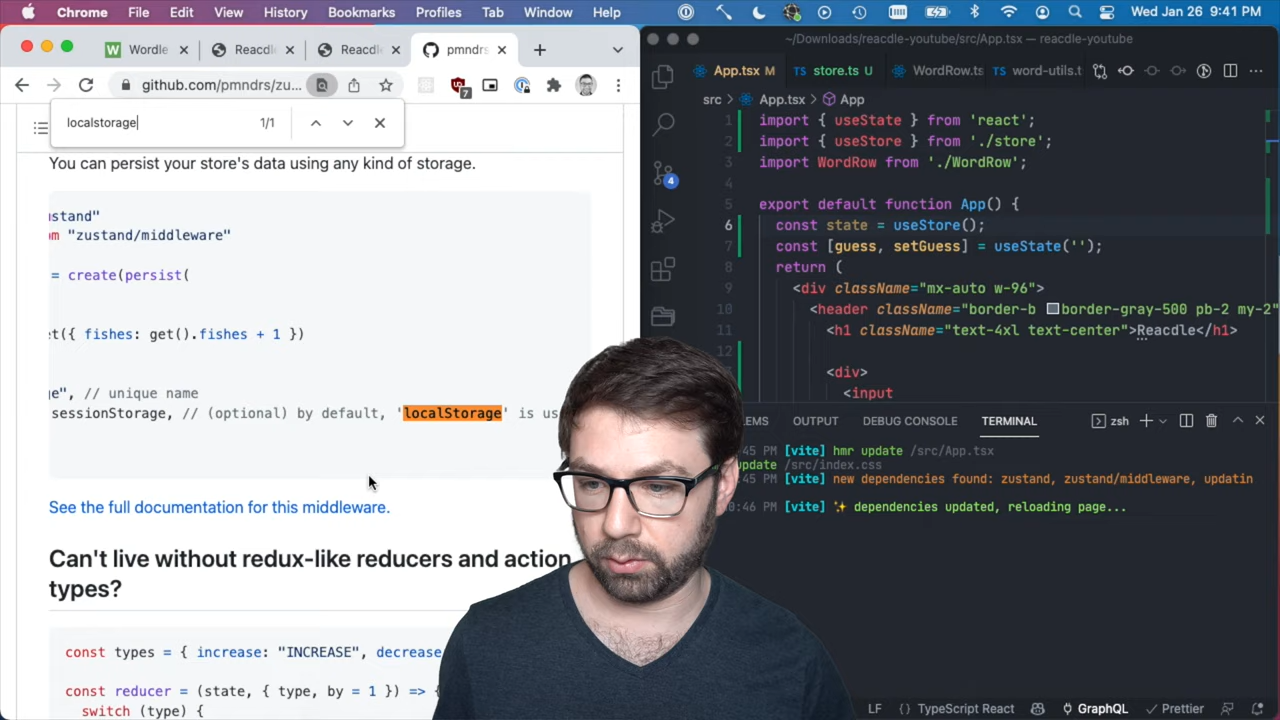 Chrome File Edit View History Bookmarks Profiles Tab Window Help Wed Jan 26 9:41 PM
Wordle Reacdle Reacdle pmndrs
github.com/pmndrs/zu... 7
localstorage 1/1
You can persist your store's data using any kind of storage.
ustand"
om "zustand/middleware"
= create(persist(
et({ fishes: get().fishes + 1 })
ge", // unique name
sessionStorage, // (optional) by default, 'localStorage' is us
See the full documentation for this middleware.
Can't live without redux-like reducers and action
types?
const types = { increase: "INCREASE", decrease
const reducer = (state, { type, by = 1 }) => {
switch (type) {
~/Downloads/reacdle-youtube/src/App.tsx — reacdle-youtube
App.tsx M TS store.ts U WordRow.ts TS word-utils.t
src > App.tsx > App
1 import { useState } from 'react';
2 import { useStore } from './store';
3 import WordRow from './WordRow';
4
5 export default function App() {
6 const state = useStore();
7 const [guess, setGuess] = useState('');
8 return (
9 <div className="mx-auto w-96">
10 <header className="border-b border-gray-500 pb-2 my-2"
11 <h1 className="text-4xl text-center">Reacdle</h1>
12
<div>
<input
4
EMS OUTPUT DEBUG CONSOLE TERMINAL zsh
:45 PM [vite] hmr update /src/App.tsx
update /src/index.css
:45 PM [vite] new dependencies found: zustand, zustand/middleware, updatin
0:46 PM [vite] ✨ dependencies updated, reloading page...
LF {} TypeScript React GraphQL Prettier